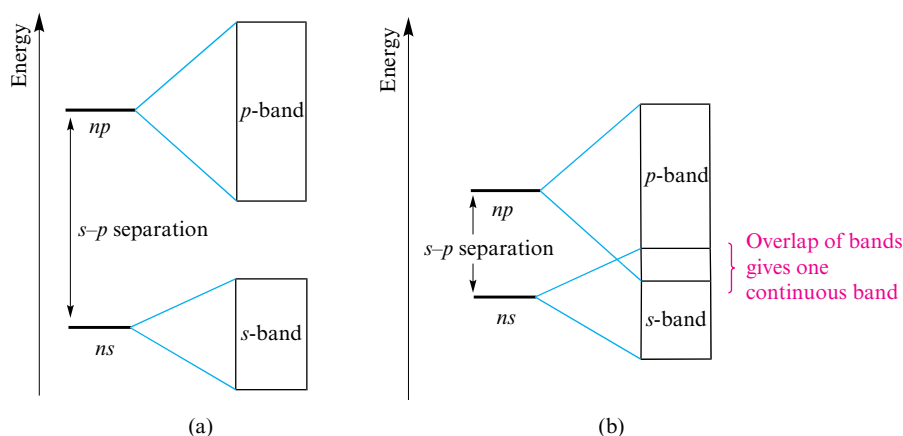 Energy
p-band
np
s–p separation
s-band
ns
(a)
Energy
p-band
np
s–p separation
Overlap of bands
gives one
continuous band
ns
s-band
(b)